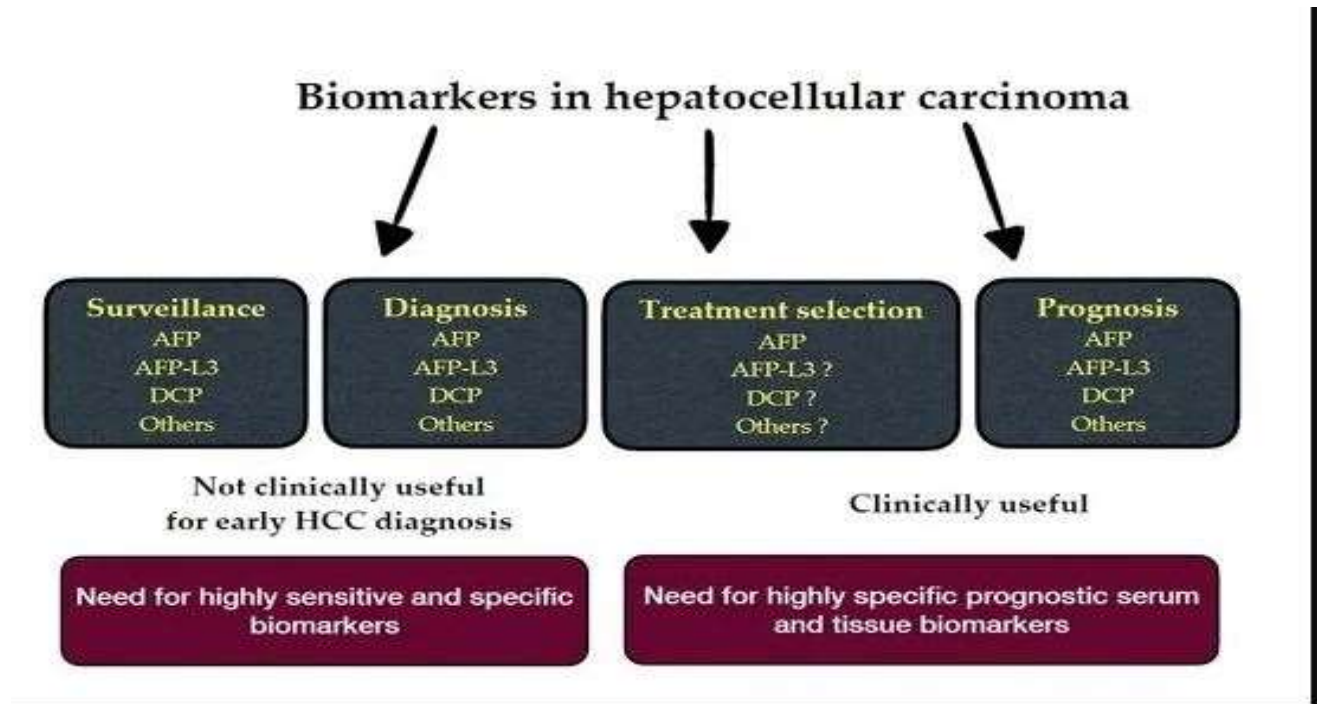 Biomarkers in hepatocellular carcinoma
Surveillance
AFP
AFP-L3
DCP
Others
Diagnosis
AFP
AFP-L3
DCP
Others
Treatment selection
AFP
AFP-L3 ?
DCP ?
Others ?
Prognosis
AFP
AFP-L3
DCP
Others
Not clinically useful
for early HCC diagnosis
Clinically useful
Need for highly sensitive and specific
biomarkers
Need for highly specific prognostic serum
and tissue biomarkers